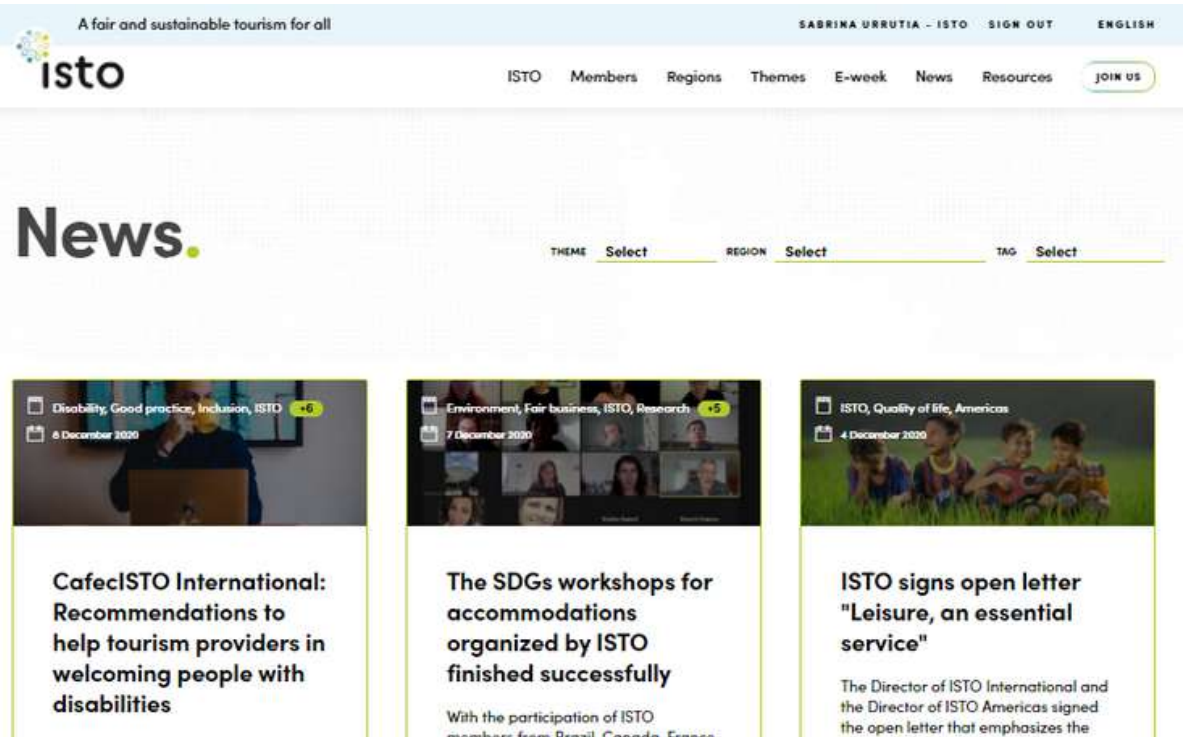 A fair and sustainable tourism for all
SABRINA URRUTIA - ISTO SIGN OUT ENGLISH
isto
ISTO Members Regions Themes E-week News Resources JOIN US
News.
THEME Select REGION Select TAG Select
Disability, Good practice, Inclusion, ISTO +6
8 December 2020
CafecISTO International:
Recommendations to
help tourism providers in
welcoming people with
disabilities
Environment, Fair business, ISTO, Research +5
7 December 2020
The SDGs workshops for
accommodations
organized by ISTO
finished successfully
With the participation of ISTO
members from Brazil, Canada, France
ISTO, Quality of life, Americas
4 December 2020
ISTO signs open letter
"Leisure, an essential
service"
The Director of ISTO International and
the Director of ISTO Americas signed
the open letter that emphasizes the